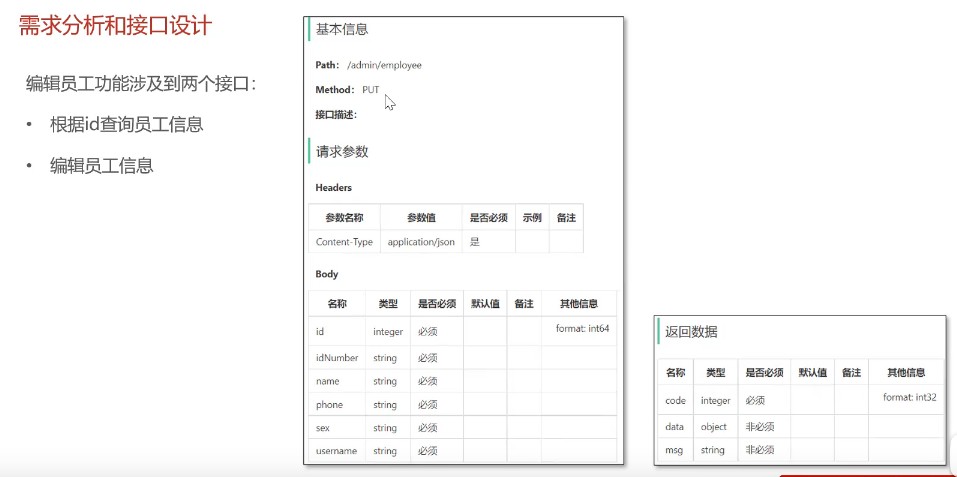 需求分析和接口设计
编辑员工功能涉及到两个接口：
• 根据id查询员工信息
• 编辑员工信息
基本信息
Path： /admin/employee
Method： PUT
接口描述：
请求参数
Headers
参数名称 参数值 是否必须 示例 备注
Content-Type application/json 是
Body
名称 类型 是否必须 默认值 备注 其他信息
id integer 必须 format: int64
idNumber string 必须
name string 必须
phone string 必须
sex string 必须
username string 必须
返回数据
名称 类型 是否必须 默认值 备注 其他信息
code integer 必须 format: int32
data object 非必须
msg string 非必须